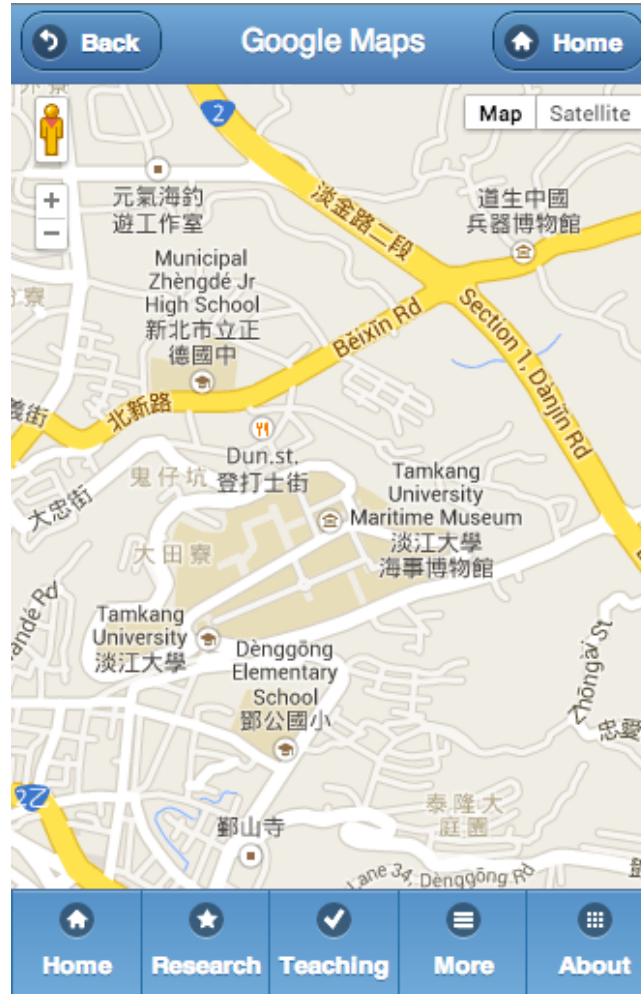 Back
Google Maps
Home
2
Map
Satellite
+
−
元氣海釣
遊工作室
淡金路二段
道生中國
兵器博物館
Municipal
Zhèngdé Jr
High School
新北市立正
德國中
Běixīn Rd
Section 1, Dànjīn Rd
義街
北新路
Dun.st.
登打士街
鬼仔坑
大忠街
Tamkang
University
Maritime Museum
淡江大學
海事博物館
大田寮
Tamkang
University
淡江大學
Dènggōng
Elementary
School
鄧公國小
Zhōngài St
忠愛
2乙
泰隆大
庭園
鄞山寺
Lane 34, Dènggōng Rd
Home
Research
Teaching
More
About